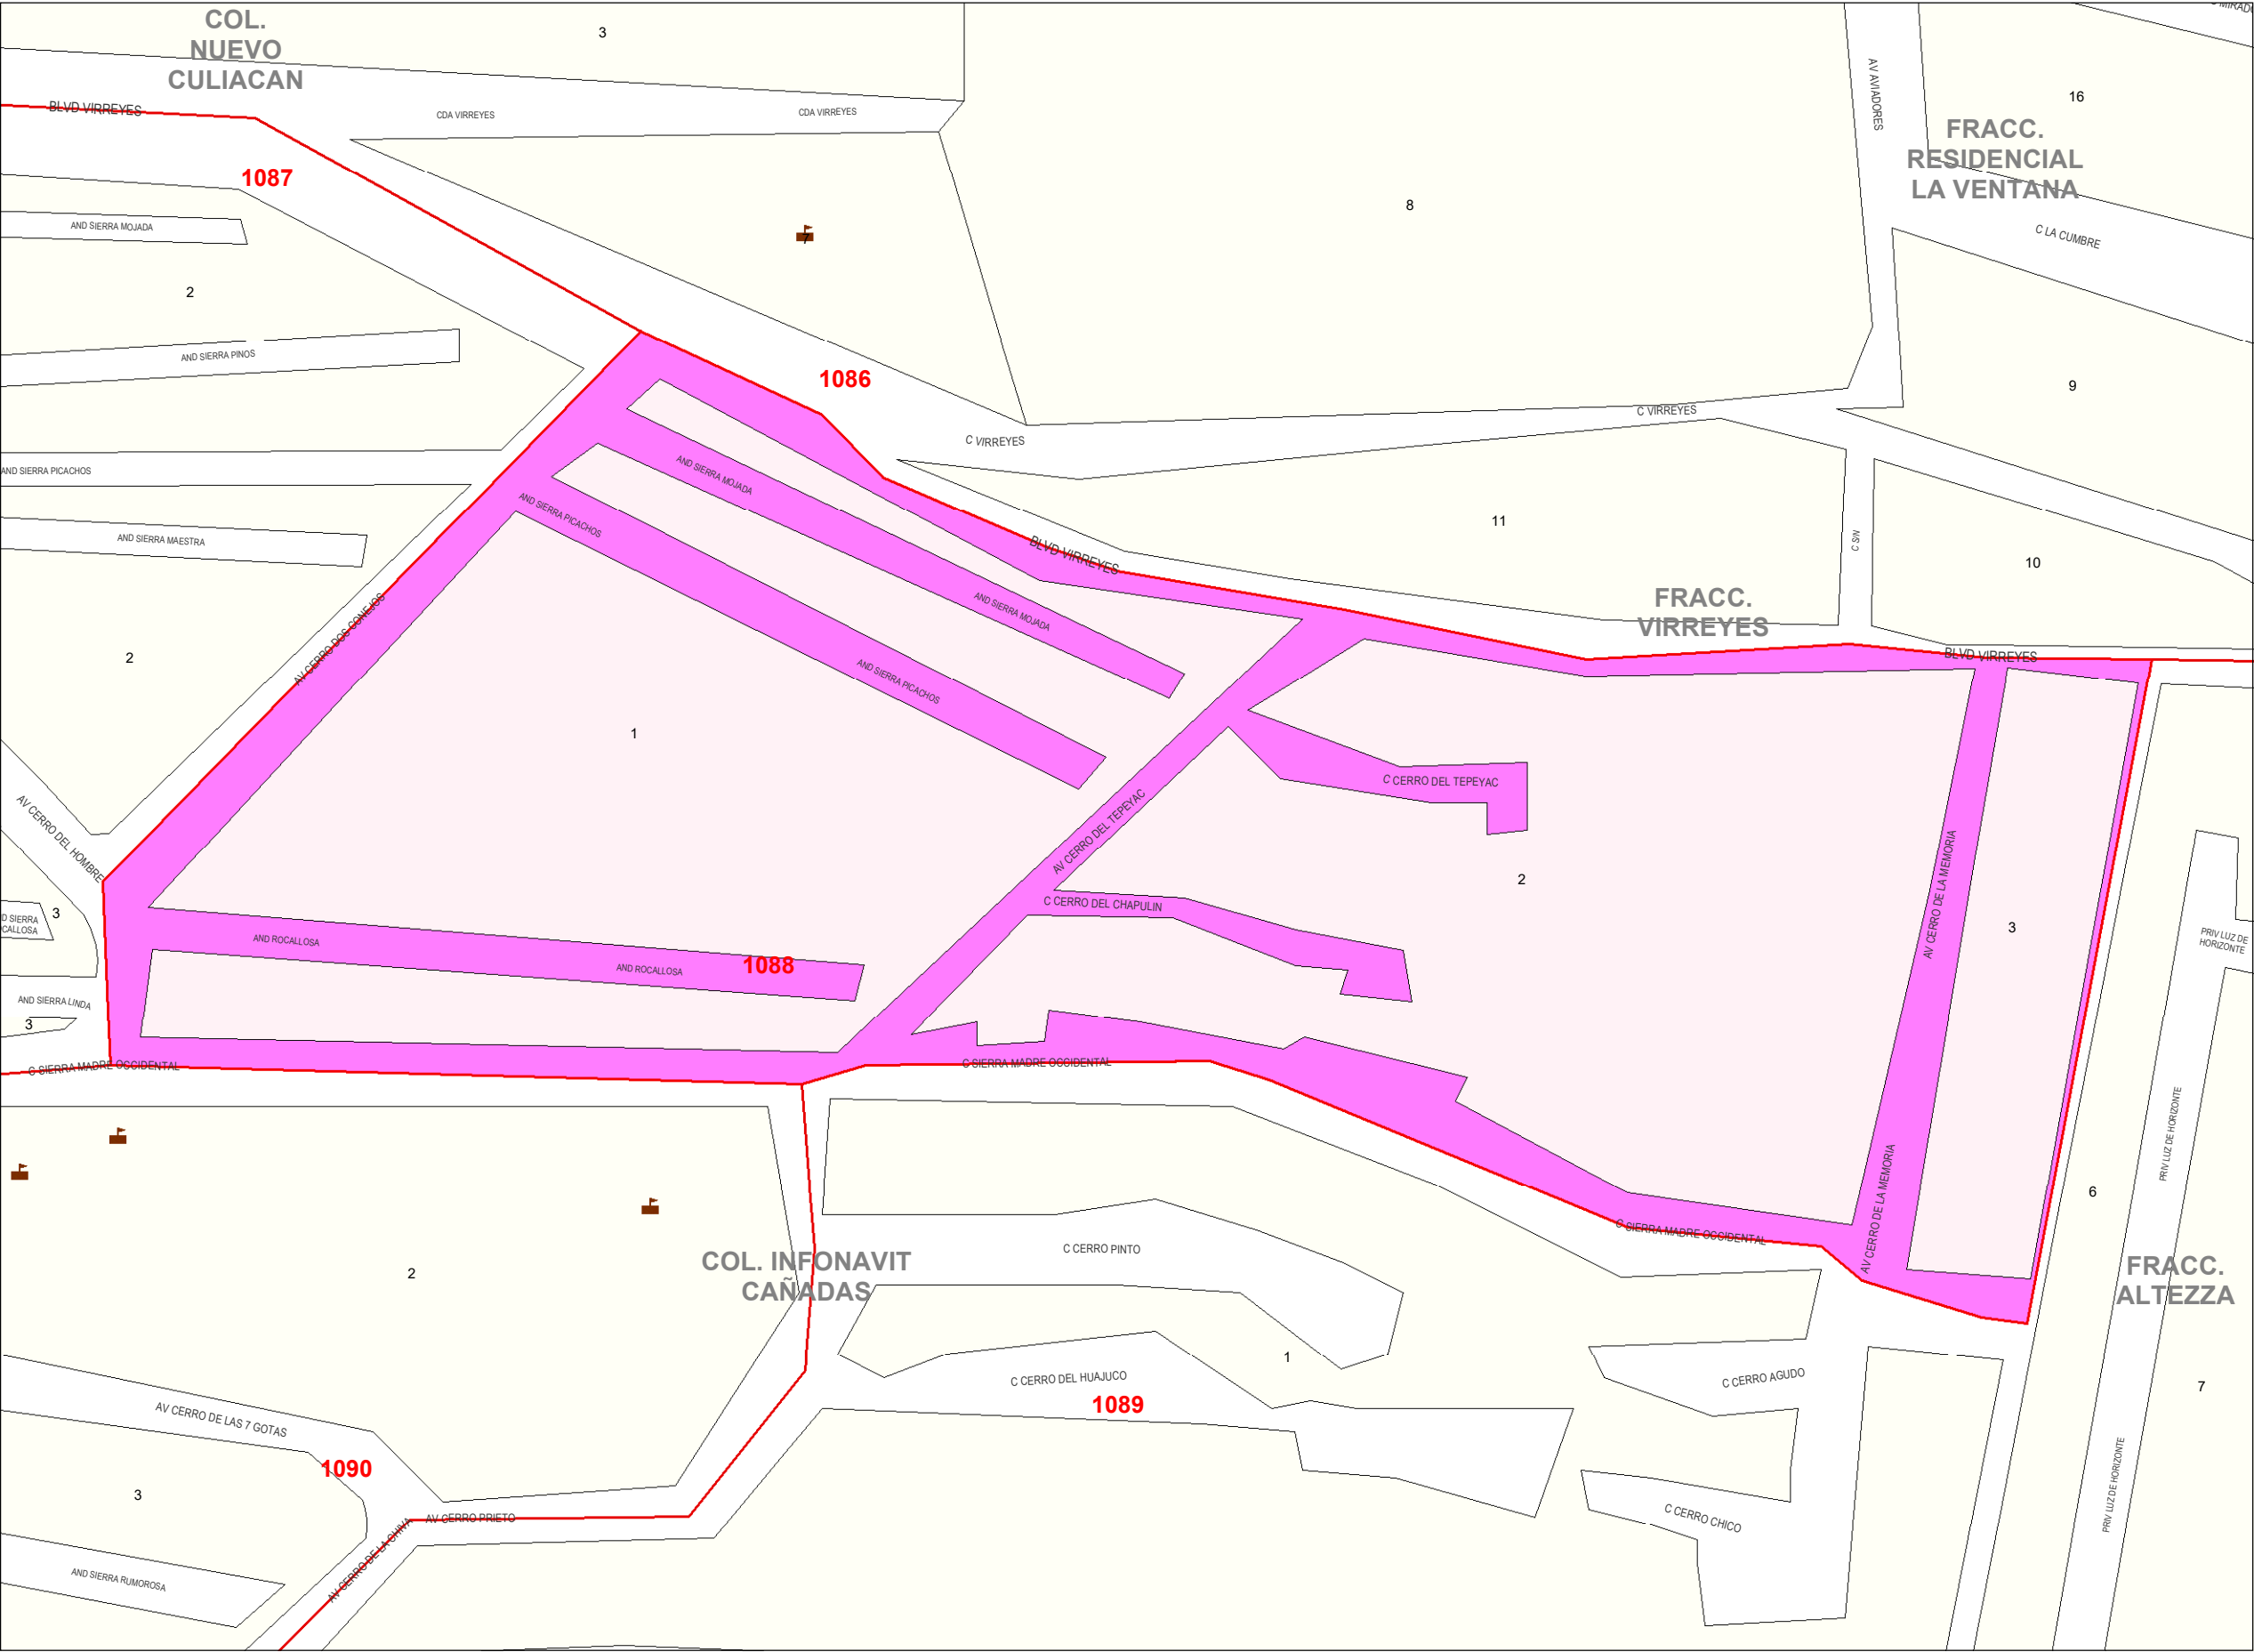 COL.
NUEVO
CULIACAN
3
BLVD VIRREYES
CDA VIRREYES
CDA VIRREYES
AV AVIADORES
16
FRACC.
RESIDENCIAL
LA VENTANA
1087
AND SIERRA MOJADA
8
7
C LA CUMBRE
2
AND SIERRA PINOS
1086
9
C VIRREYES
C VIRREYES
AND SIERRA PICACHOS
AND SIERRA MOJADA
AND SIERRA PICACHOS
11
AND SIERRA MAESTRA
C S/N
BLVD VIRREYES
10
AV CERRO DOS CONEJOS
AND SIERRA MOJADA
FRACC.
VIRREYES
2
BLVD VIRREYES
AND SIERRA PICACHOS
1
C CERRO DEL TEPEYAC
AV CERRO DEL TEPEYAC
AV CERRO DEL HOMBRE
2
AV CERRO DE LA MEMORIA
C CERRO DEL CHAPULIN
3
D SIERRA
OCALLOSA
3
AND ROCALLOSA
AND ROCALLOSA
1088
PRIV LUZ DE
HORIZONTE
AND SIERRA LINDA
3
C SIERRA MADRE OCCIDENTAL
C SIERRA MADRE OCCIDENTAL
PRIV LUZ DE HORIZONTE
6
C SIERRA MADRE OCCIDENTAL
AV CERRO DE LA MEMORIA
C CERRO PINTO
COL. INFONAVIT
CAÑADAS
2
FRACC.
ALTEZZA
1
C CERRO DEL HUAJUCO
C CERRO AGUDO
7
1089
AV CERRO DE LAS 7 GOTAS
1090
3
PRIV LUZ DE HORIZONTE
AV CERRO PRIETO
C CERRO CHICO
AV CERRO DE LA CHIVA
AND SIERRA RUMOROSA